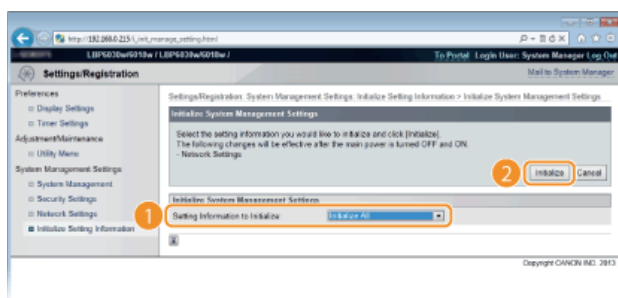 http://192.168.0.215/i_init_manage_setting.html
LBP6030w/6018w / LBP6030w/6018w /
To Portal Login User: System Manager Log Out
Settings/Registration
Mail to System Manager
Preferences
Display Settings
Timer Settings
Adjustment/Maintenance
Utility Menu
System Management Settings
System Management
Security Settings
Network Settings
Initialize Setting Information
Settings/Registration: System Management Settings: Initialize Setting Information > Initialize System Management Settings
Initialize System Management Settings
Select the setting information you would like to initialize and click [Initialize].
The following changes will be effective after the main power is turned OFF and ON.
- Network Settings
2
Initialize
Cancel
Initialize System Management Settings
1
Setting Information to Initialize:
Initialize All
Copyright CANON INC. 2013